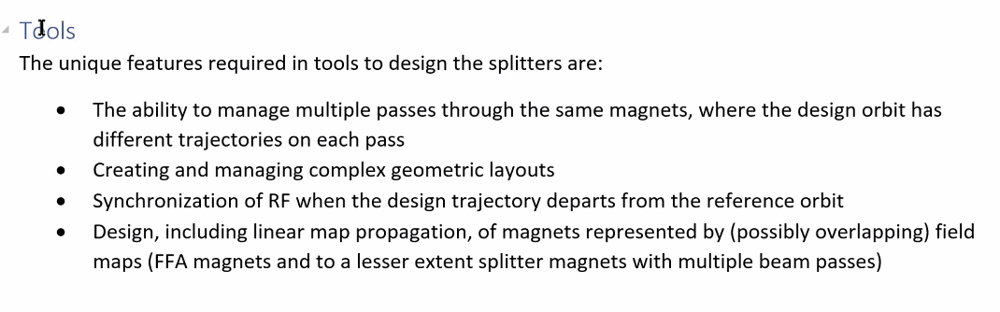 Tools
The unique features required in tools to design the splitters are:
• The ability to manage multiple passes through the same magnets, where the design orbit has
different trajectories on each pass
• Creating and managing complex geometric layouts
• Synchronization of RF when the design trajectory departs from the reference orbit
• Design, including linear map propagation, of magnets represented by (possibly overlapping) field
maps (FFA magnets and to a lesser extent splitter magnets with multiple beam passes)